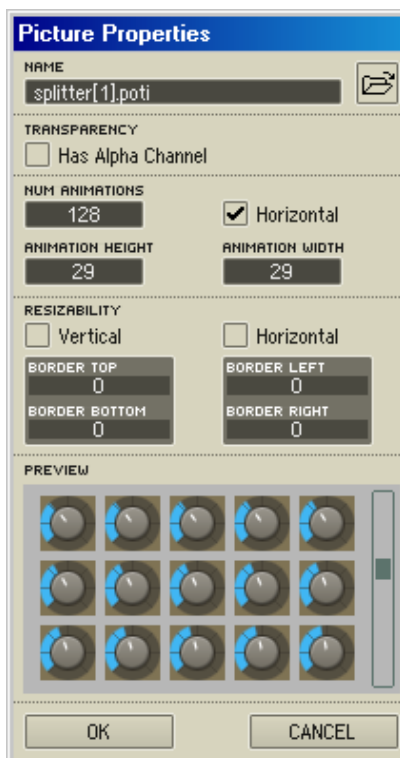 Picture Properties
NAME
splitter[1].poti
TRANSPARENCY
Has Alpha Channel
NUM ANIMATIONS
128 Horizontal
ANIMATION HEIGHT ANIMATION WIDTH
29 29
RESIZABILITY
Vertical Horizontal
BORDER TOP BORDER LEFT
0 0
BORDER BOTTOM BORDER RIGHT
0 0
PREVIEW
OK CANCEL